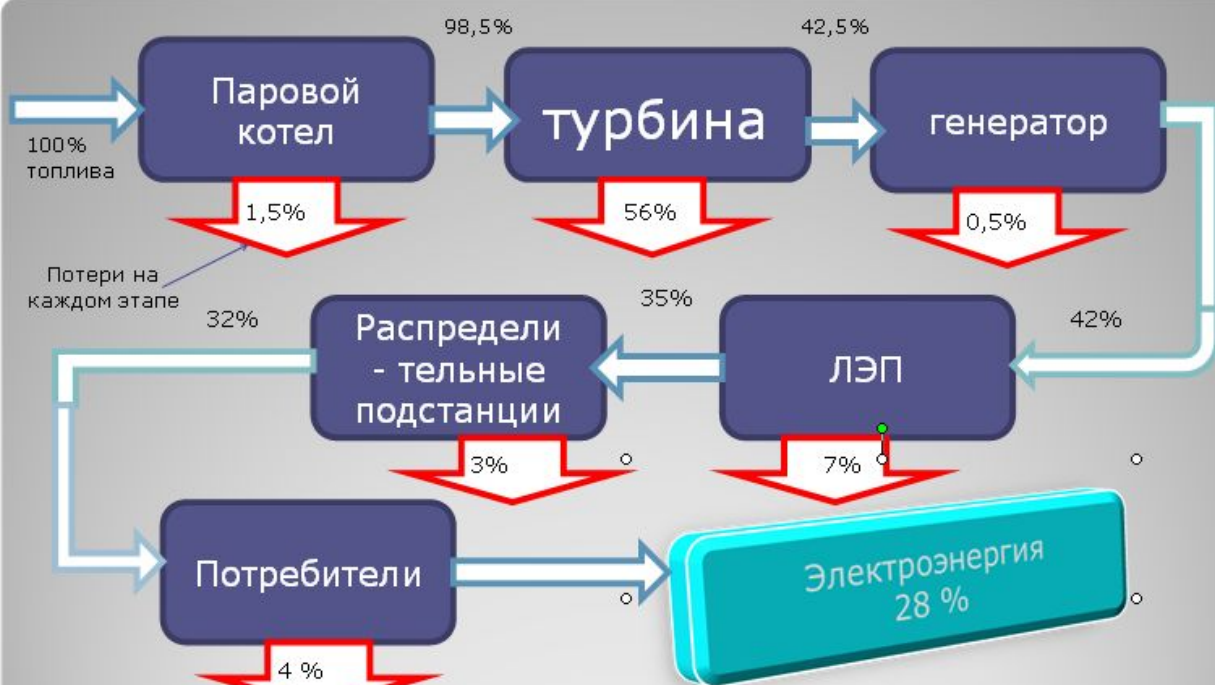 98,5%
42,5%
Паровой
котел
турбина
генератор
100%
топлива
1,5%
56%
0,5%
Потери на
каждом этапе
32%
35%
42%
Распредели
- тельные
подстанции
ЛЭП
3%
7%
Потребители
Электроэнергия
28 %
4 %